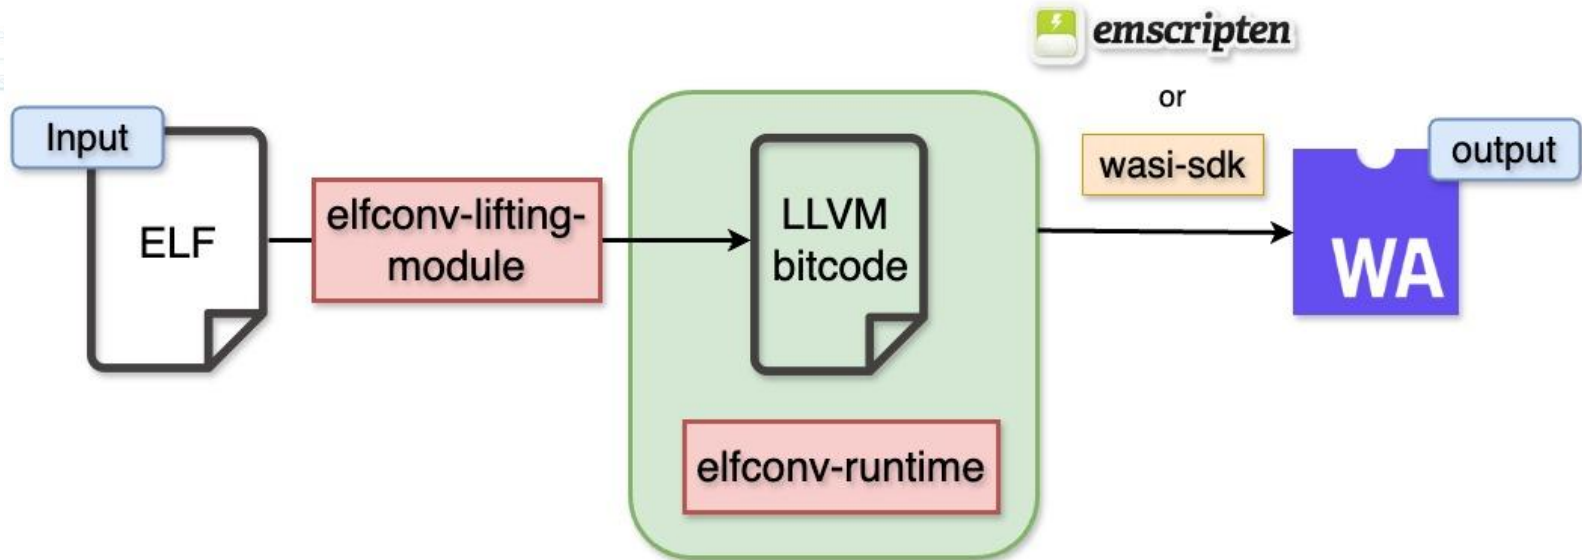 emscripten
or
wasi-sdk
Input
output
ELF
elfconv-lifting-
module
LLVM
bitcode
WA
elfconv-runtime